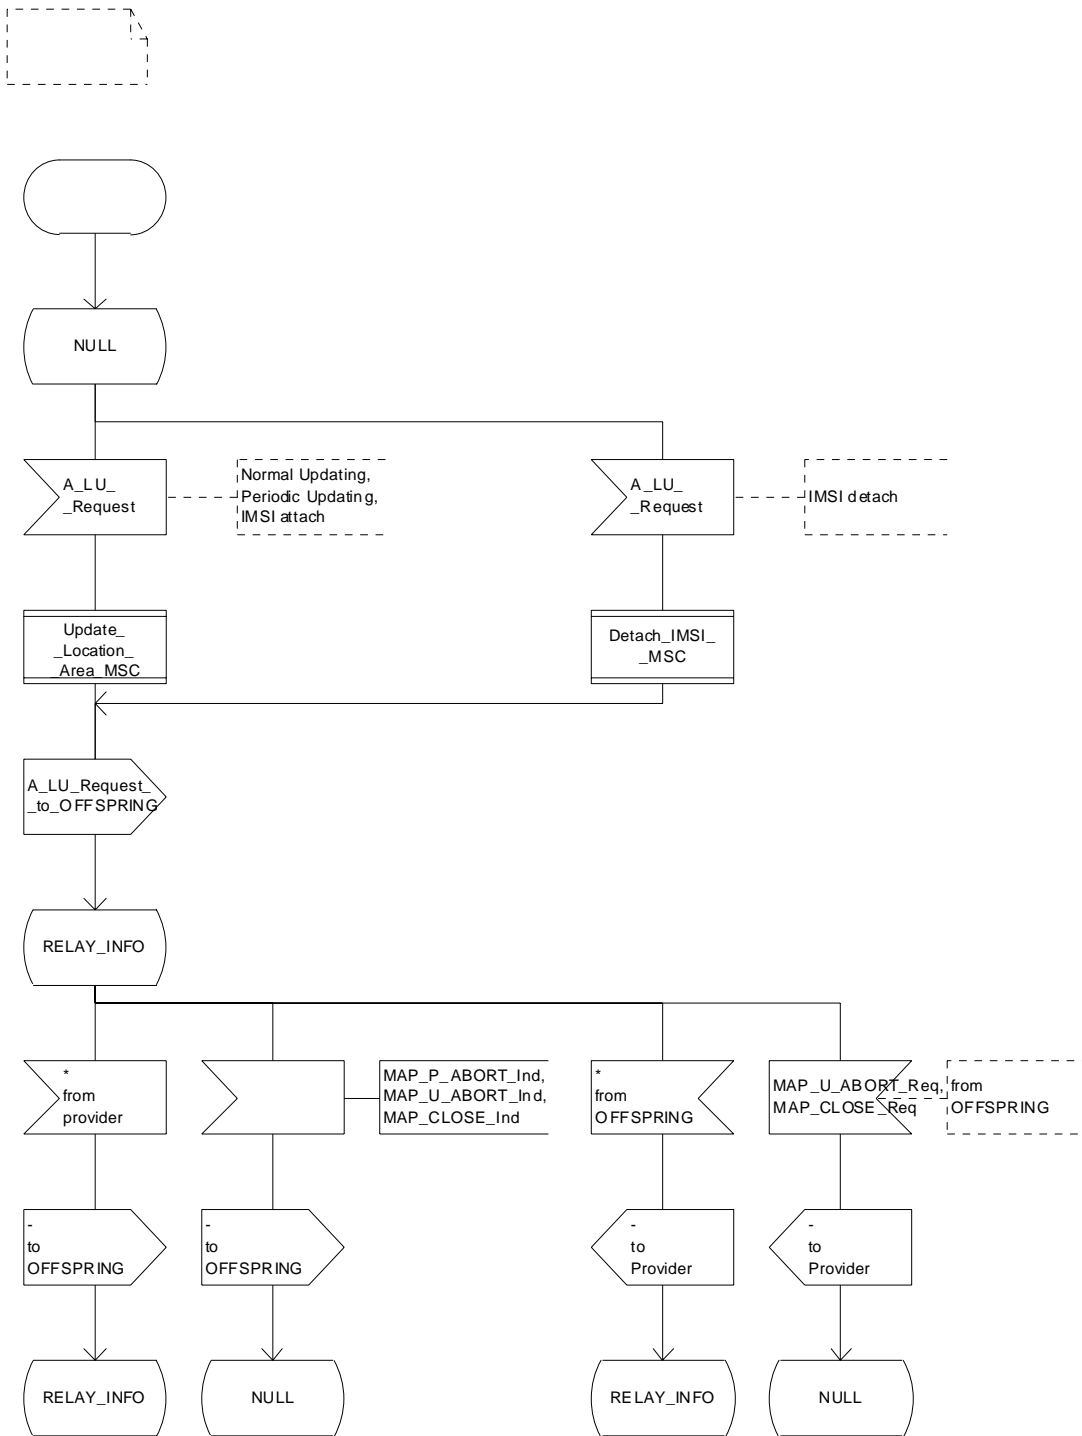 NULL
A_LU_
_Request
Normal Updating,
Periodic Updating,
IMSI attach
A_LU_
_Request
IMSI detach
Update_
_Location_
_Area_MSC
Detach_IMSI_
_MSC
A_LU_Request_
_to_OFFSPRING
RELAY_INFO
*
from
provider
MAP_P_ABORT_Ind,
MAP_U_ABORT_Ind,
MAP_CLOSE_Ind
*
from
OFFSPRING
MAP_U_ABORT_Req,
MAP_CLOSE_Req
from
OFFSPRING
-
to
OFFSPRING
-
to
OFFSPRING
-
to
Provider
-
to
Provider
RELAY_INFO
NULL
RELAY_INFO
NULL